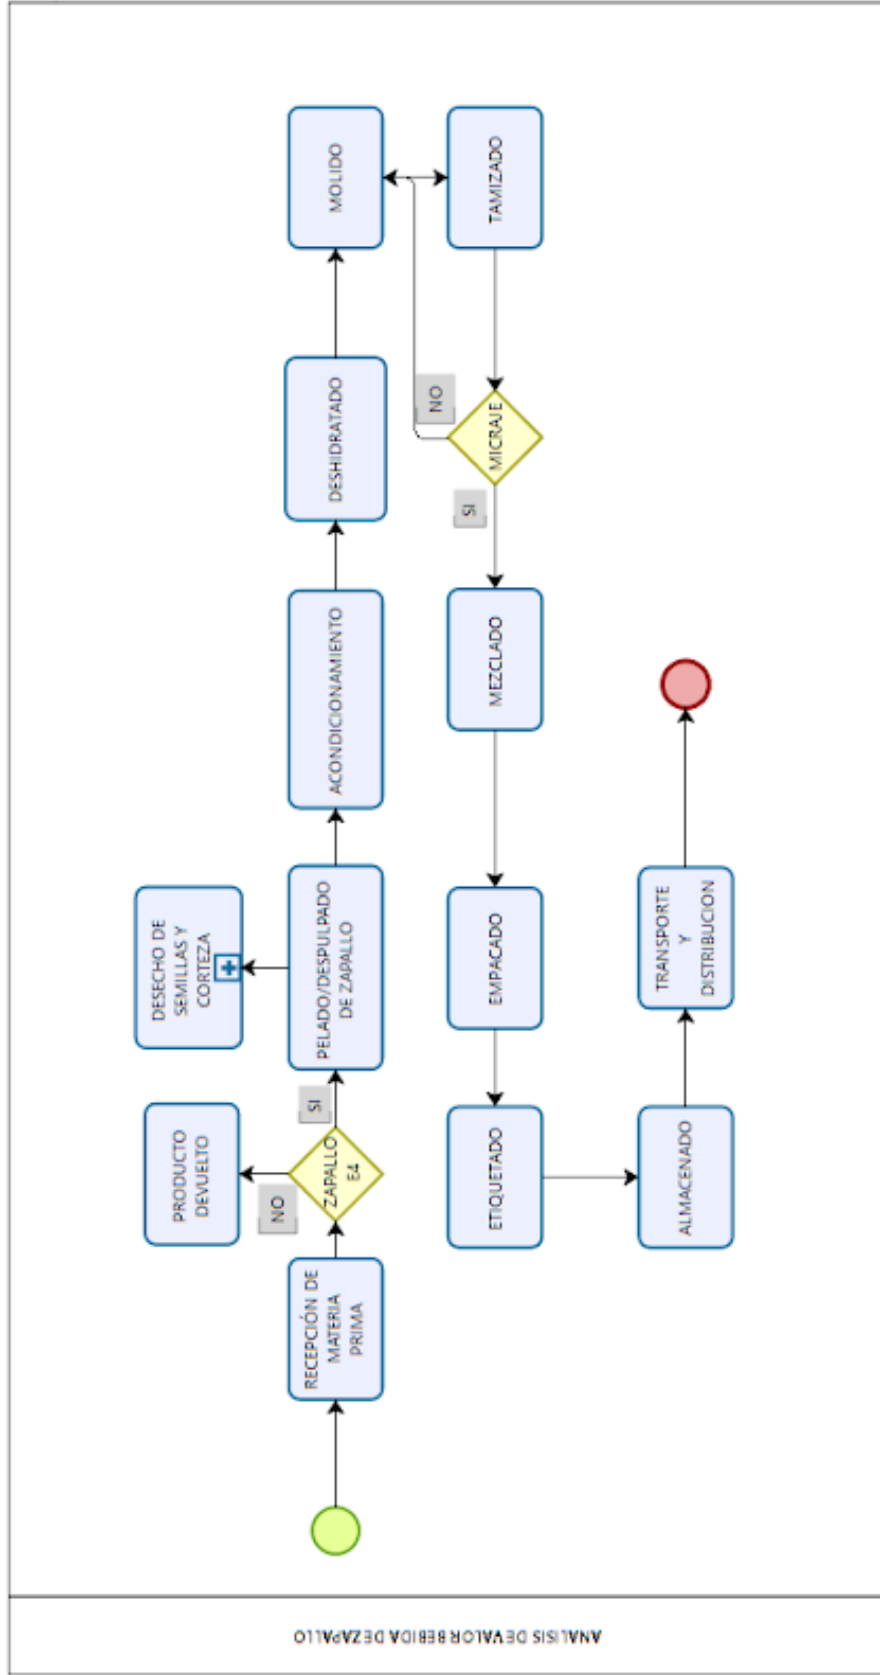 ANALISIS DE VALOR BEBIDA DE ZAPALLO
RECEPCIÓN DE
MATERIA
PRIMA
ZAPALLO
E4
NO
PRODUCTO
DEVUELTO
SI
PELADO/DESPULPADO
DE ZAPALLO
DESECHO DE
SEMILLAS Y
CORTEZA
ACONDICIONAMIENTO
DESHIDRATADO
MOLIDO
TAMIZADO
MICRAJE
NO
SI
MEZCLADO
EMPACADO
ETIQUETADO
ALMACENADO
TRANSPORTE
Y
DISTRIBUCION